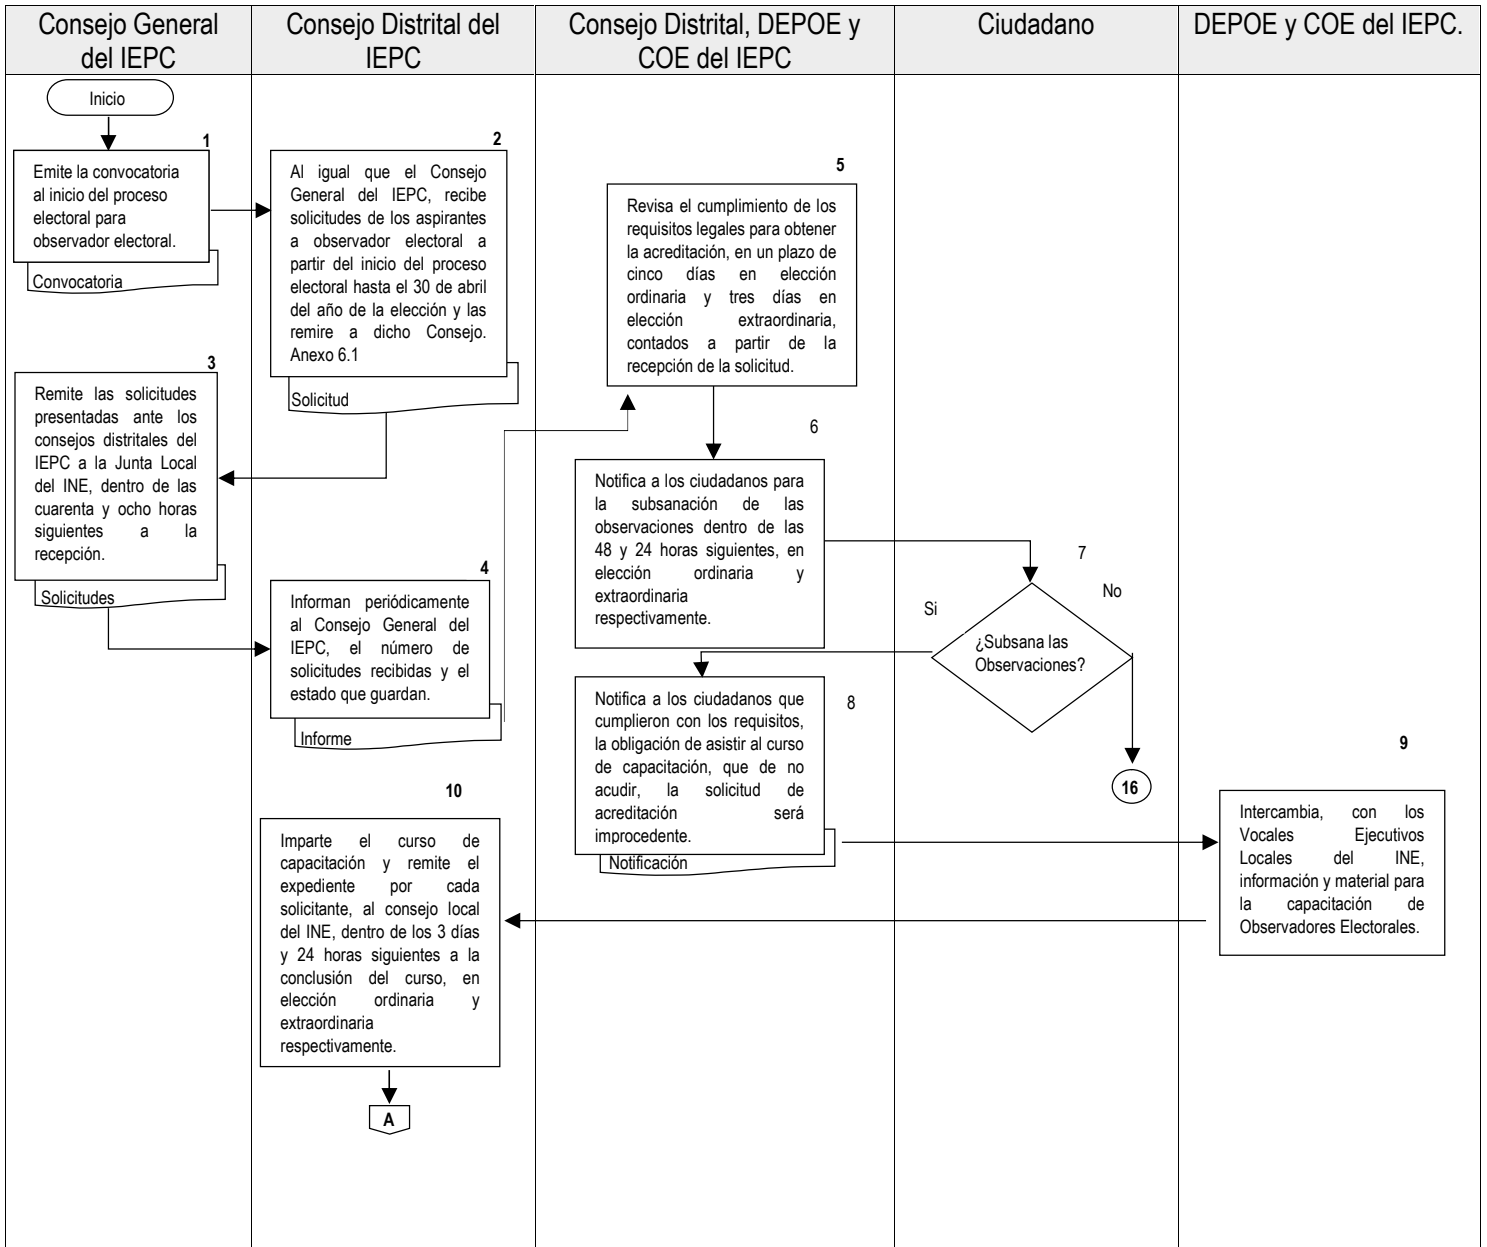 Consejo General
del IEPC
Consejo Distrital del
IEPC
Consejo Distrital, DEPOE y
COE del IEPC
Ciudadano
DEPOE y COE del IEPC.
Inicio
1
Emite la convocatoria
al inicio del proceso
electoral para
observador electoral.
Convocatoria
2
Al igual que el Consejo
General del IEPC, recibe
solicitudes de los aspirantes
a observador electoral a
partir del inicio del proceso
electoral hasta el 30 de abril
del año de la elección y las
remire a dicho Consejo.
Anexo 6.1
Solicitud
3
Remite las solicitudes
presentadas ante los
consejos distritales del
IEPC a la Junta Local
del INE, dentro de las
cuarenta y ocho horas
siguientes a la
recepción.
Solicitudes
4
Informan periódicamente
al Consejo General del
IEPC, el número de
solicitudes recibidas y el
estado que guardan.
Informe
5
Revisa el cumplimiento de los
requisitos legales para obtener
la acreditación, en un plazo de
cinco días en elección
ordinaria y tres días en
elección extraordinaria,
contados a partir de la
recepción de la solicitud.
6
Notifica a los ciudadanos para
la subsanación de las
observaciones dentro de las
48 y 24 horas siguientes, en
elección ordinaria y
extraordinaria
respectivamente.
7
Si
No
¿Subsana las
Observaciones?
16
8
Notifica a los ciudadanos que
cumplieron con los requisitos,
la obligación de asistir al curso
de capacitación, que de no
acudir, la solicitud de
acreditación será
improcedente.
Notificación
9
Intercambia, con los
Vocales Ejecutivos
Locales del INE,
información y material para
la capacitación de
Observadores Electorales.
10
Imparte el curso de
capacitación y remite el
expediente por cada
solicitante, al consejo local
del INE, dentro de los 3 días
y 24 horas siguientes a la
conclusión del curso, en
elección ordinaria y
extraordinaria
respectivamente.
A